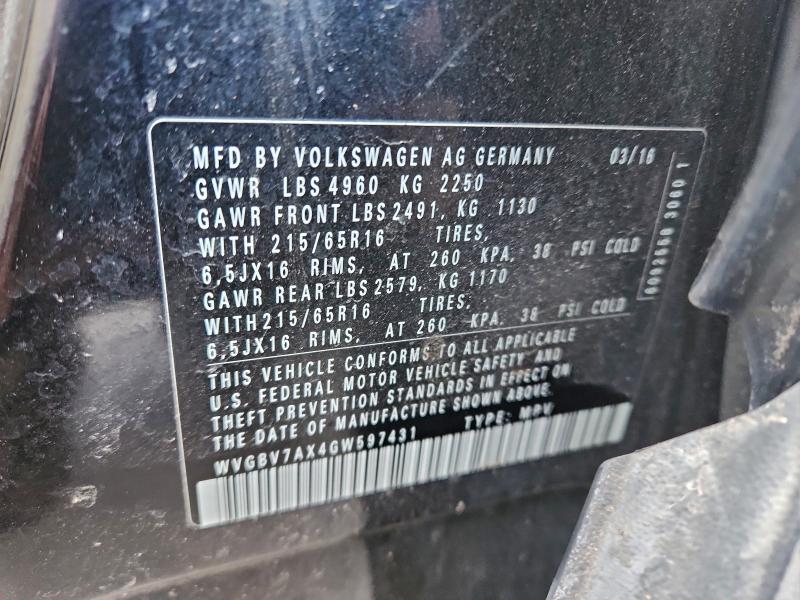 MFD BY VOLKSWAGEN AG GERMANY 03/16
GVWR LBS 4960 KG 2250
GAWR FRONT LBS 2491, KG 1130
WITH 215/65R16 TIRES,
6,5JX16 RIMS, AT 260 KPA, 38 PSI COLD
GAWR REAR LBS 2579, KG 1170
WITH 215/65R16 TIRES,
6,5JX16 RIMS, AT 260 KPA, 38 PSI COLD
THIS VEHICLE CONFORMS TO ALL APPLICABLE
U.S. FEDERAL MOTOR VEHICLE SAFETY AND
THEFT PREVENTION STANDARDS IN EFFECT ON
THE DATE OF MANUFACTURE SHOWN ABOVE.
WVGBV7AX4GW597431 TYPE: MPV